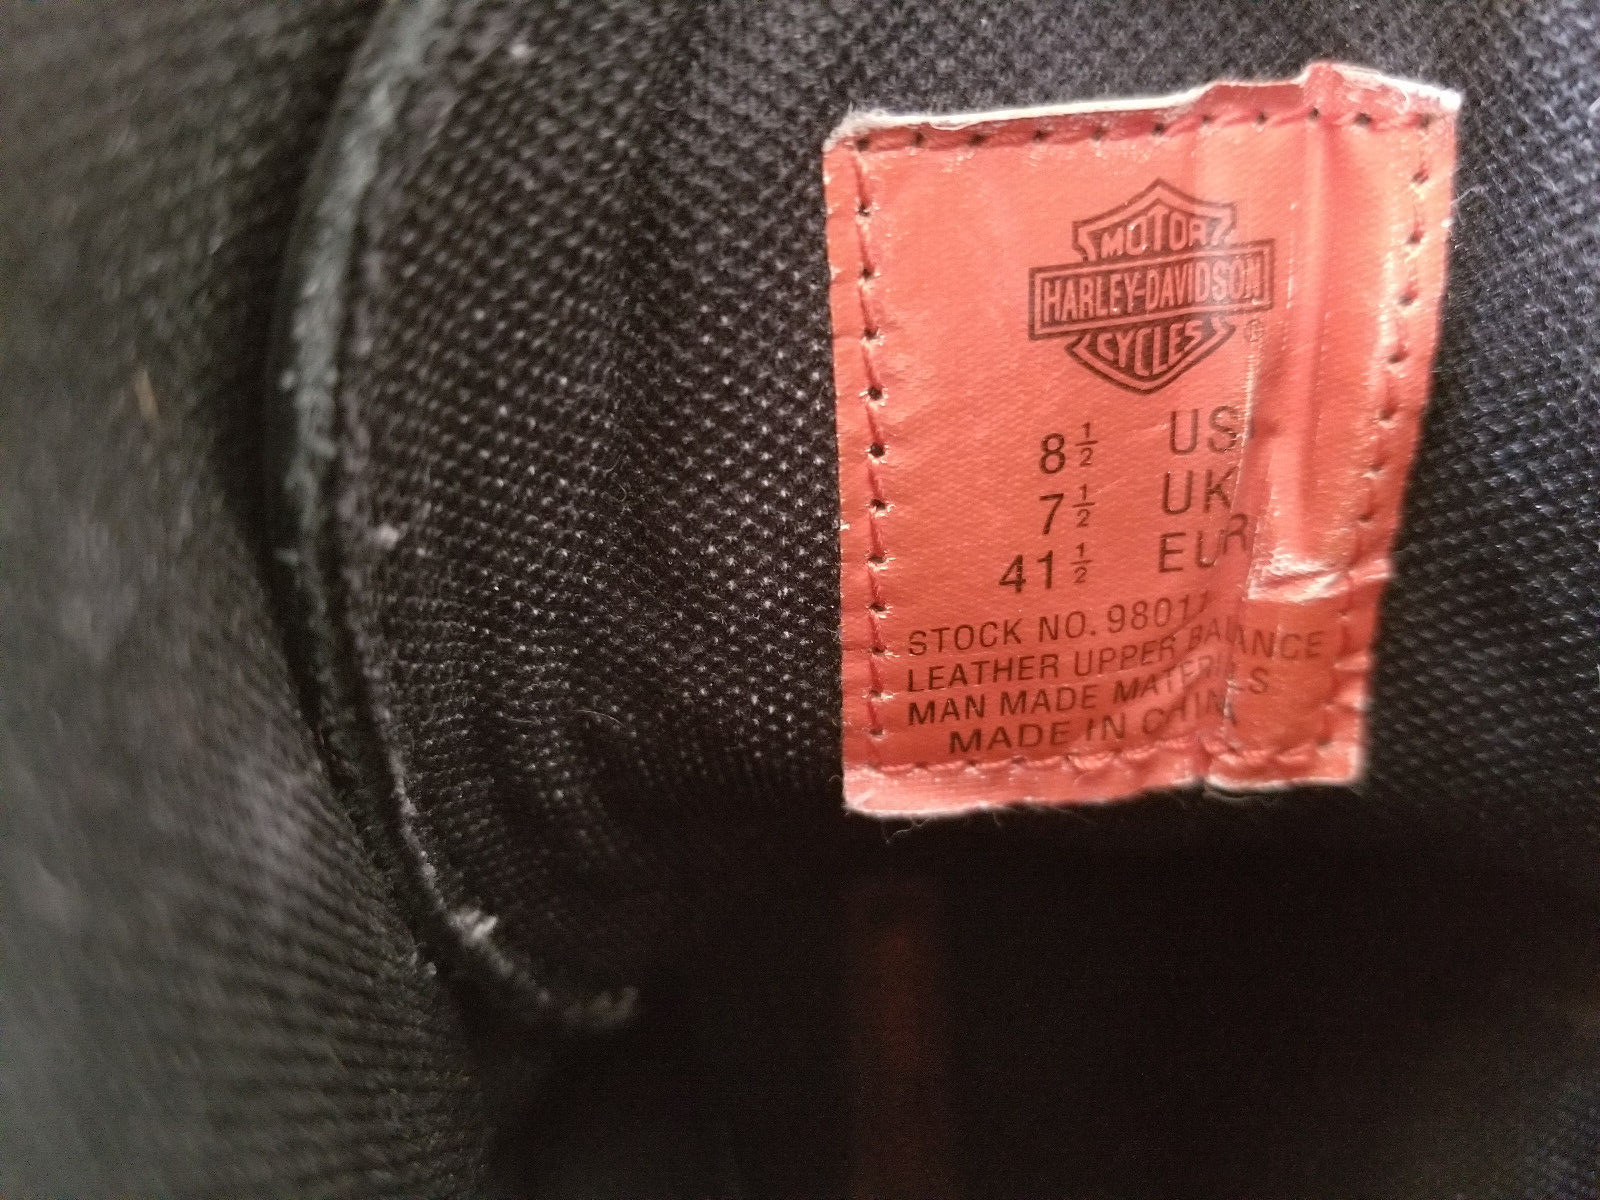 MOTOR
HARLEY-DAVIDSON
CYCLES
®
8 1/2 US
7 1/2 UK
41 1/2 EUR
STOCK NO. 98011
LEATHER UPPER BALANCE
MAN MADE MATERIALS
MADE IN CHINA